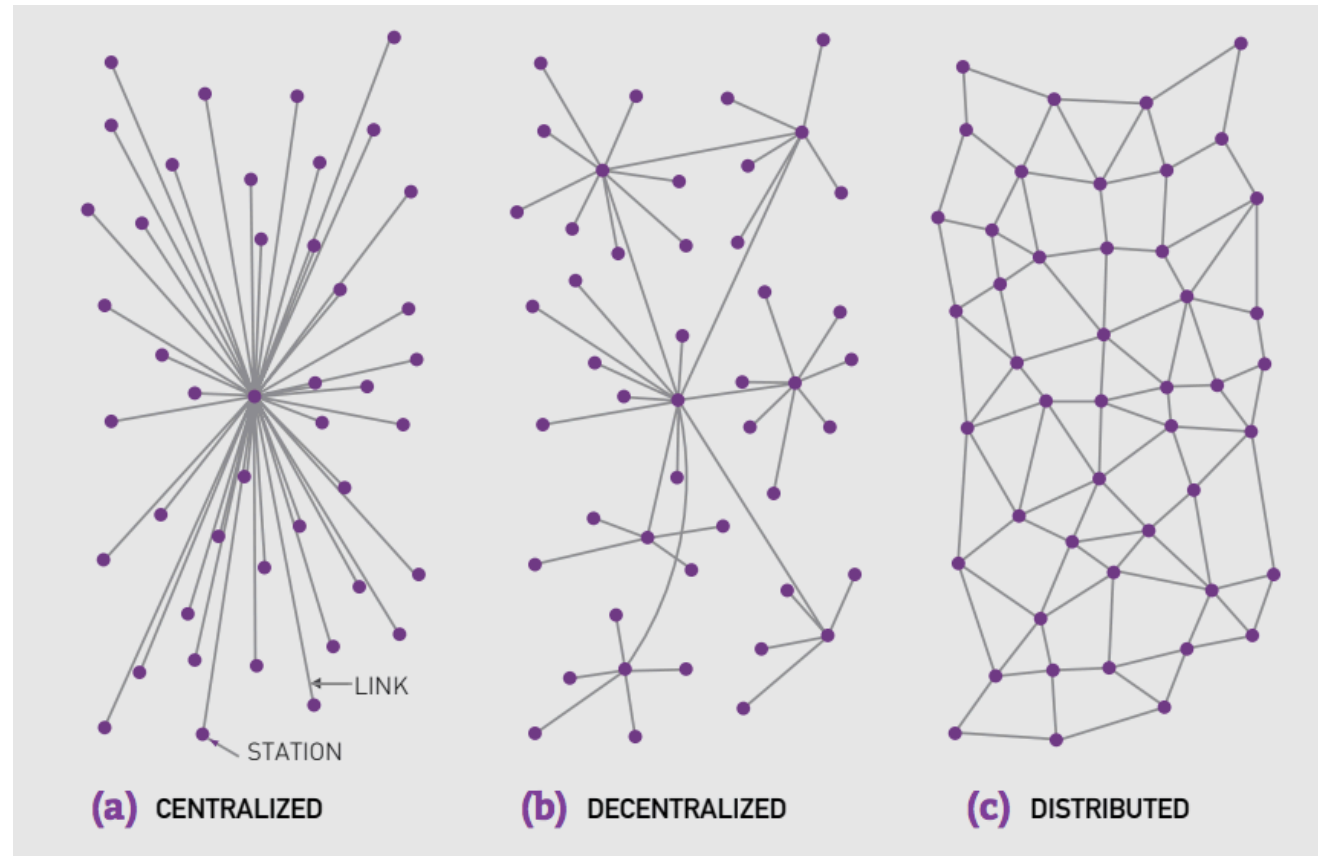 LINK
STATION
(a) CENTRALIZED
(b) DECENTRALIZED
(c) DISTRIBUTED